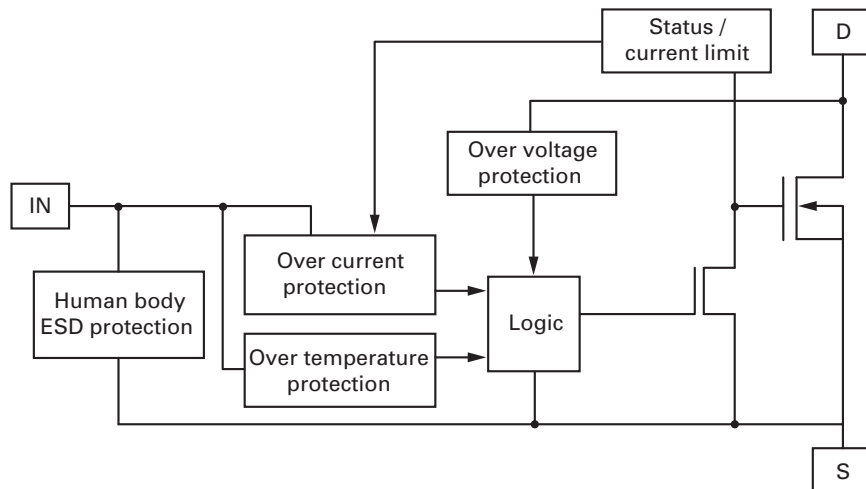 Status /
current limit
D
Over voltage
protection
IN
Over current
protection
Human body
ESD protection
Logic
Over temperature
protection
S